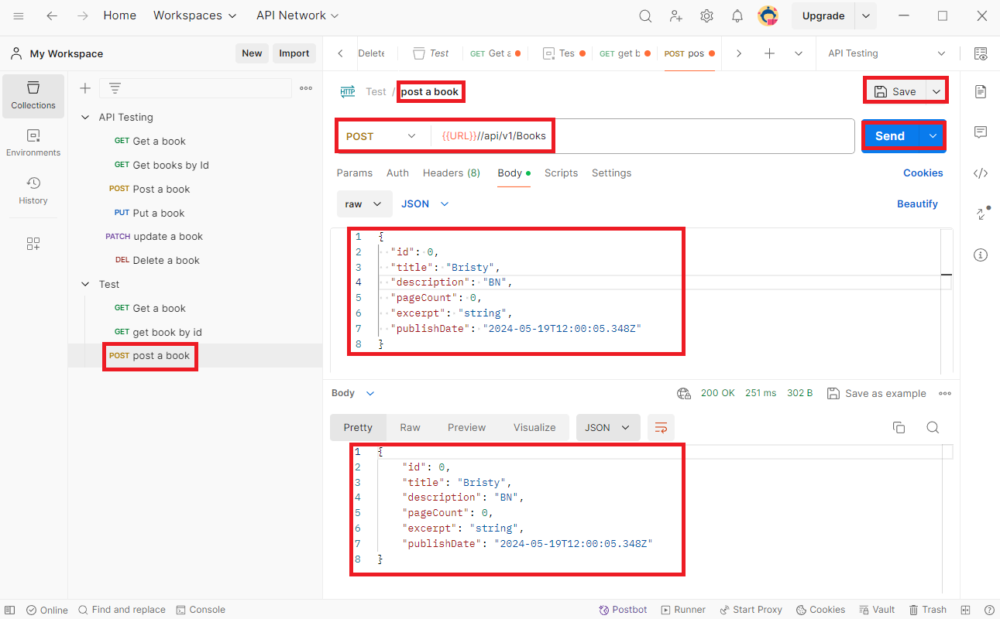 Home Workspaces API Network Upgrade
My Workspace New Import Delete Test GET Get a Tes GET get b POST pos API Testing
Collections
Environments
History
API Testing
GET Get a book
GET Get books by Id
POST Post a book
PUT Put a book
PATCH update a book
DEL Delete a book
Test
GET Get a book
GET get book by id
POST post a book
HTTP Test / post a book Save
POST {{URL}}//api/v1/Books Send
Params Auth Headers (8) Body Scripts Settings Cookies
raw JSON Beautify
1 {
2 "id": 0,
3 "title": "Bristy",
4 "description": "BN",
5 "pageCount": 0,
6 "excerpt": "string",
7 "publishDate": "2024-05-19T12:00:05.348Z"
8 }
Body 200 OK 251 ms 302 B Save as example
Pretty Raw Preview Visualize JSON
1 {
2 "id": 0,
3 "title": "Bristy",
4 "description": "BN",
5 "pageCount": 0,
6 "excerpt": "string",
7 "publishDate": "2024-05-19T12:00:05.348Z"
8 }
Online Find and replace Console Postbot Runner Start Proxy Cookies Vault Trash